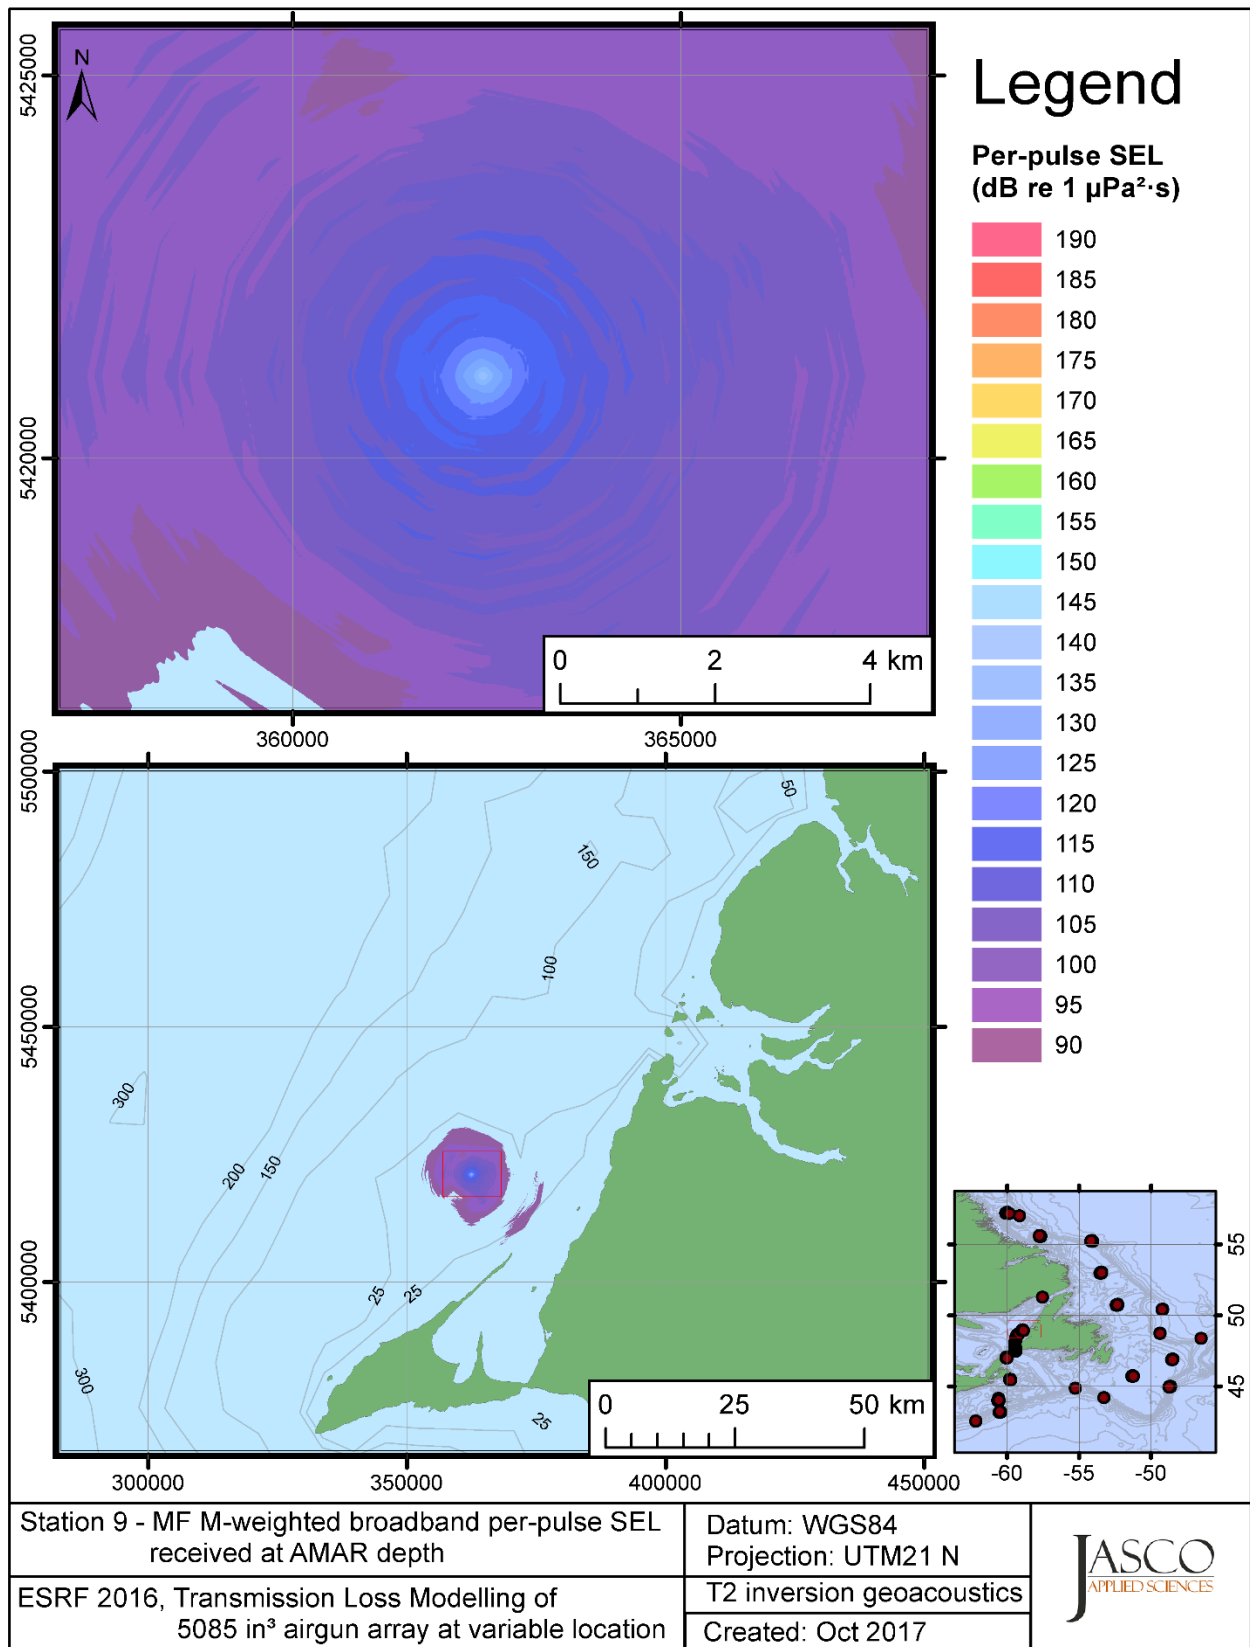 N
5425000
5420000
0 2 4 km
360000 365000
Legend
Per-pulse SEL
(dB re 1 µPa²·s)
190
185
180
175
170
165
160
155
150
145
140
135
130
125
120
115
110
105
100
95
90
5500000
5450000
5400000
50
150
100
300
200
150
25
25
300
25
0 25 50 km
300000 350000 400000 450000
55
50
45
-60 -55 -50
Station 9 - MF M-weighted broadband per-pulse SEL
received at AMAR depth
ESRF 2016, Transmission Loss Modelling of
5085 in³ airgun array at variable location
Datum: WGS84
Projection: UTM21 N
T2 inversion geoacoustics
Created: Oct 2017
JASCO
APPLIED SCIENCES